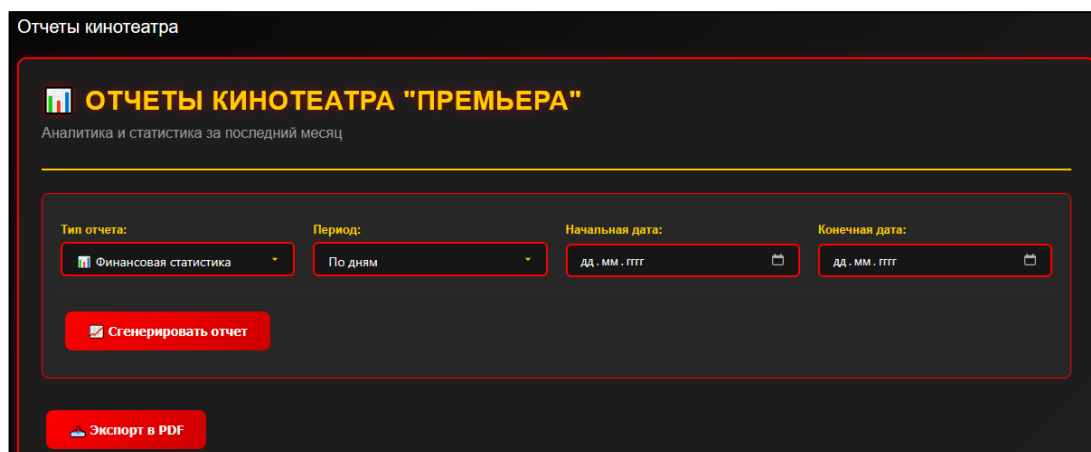 Отчеты кинотеатра
ОТЧЕТЫ КИНОТЕАТРА "ПРЕМЬЕРА"
Аналитика и статистика за последний месяц
Тип отчета: Период: Начальная дата: Конечная дата:
Финансовая статистика По дням дд.мм.гггг дд.мм.гггг
Сгенерировать отчет
Экспорт в PDF